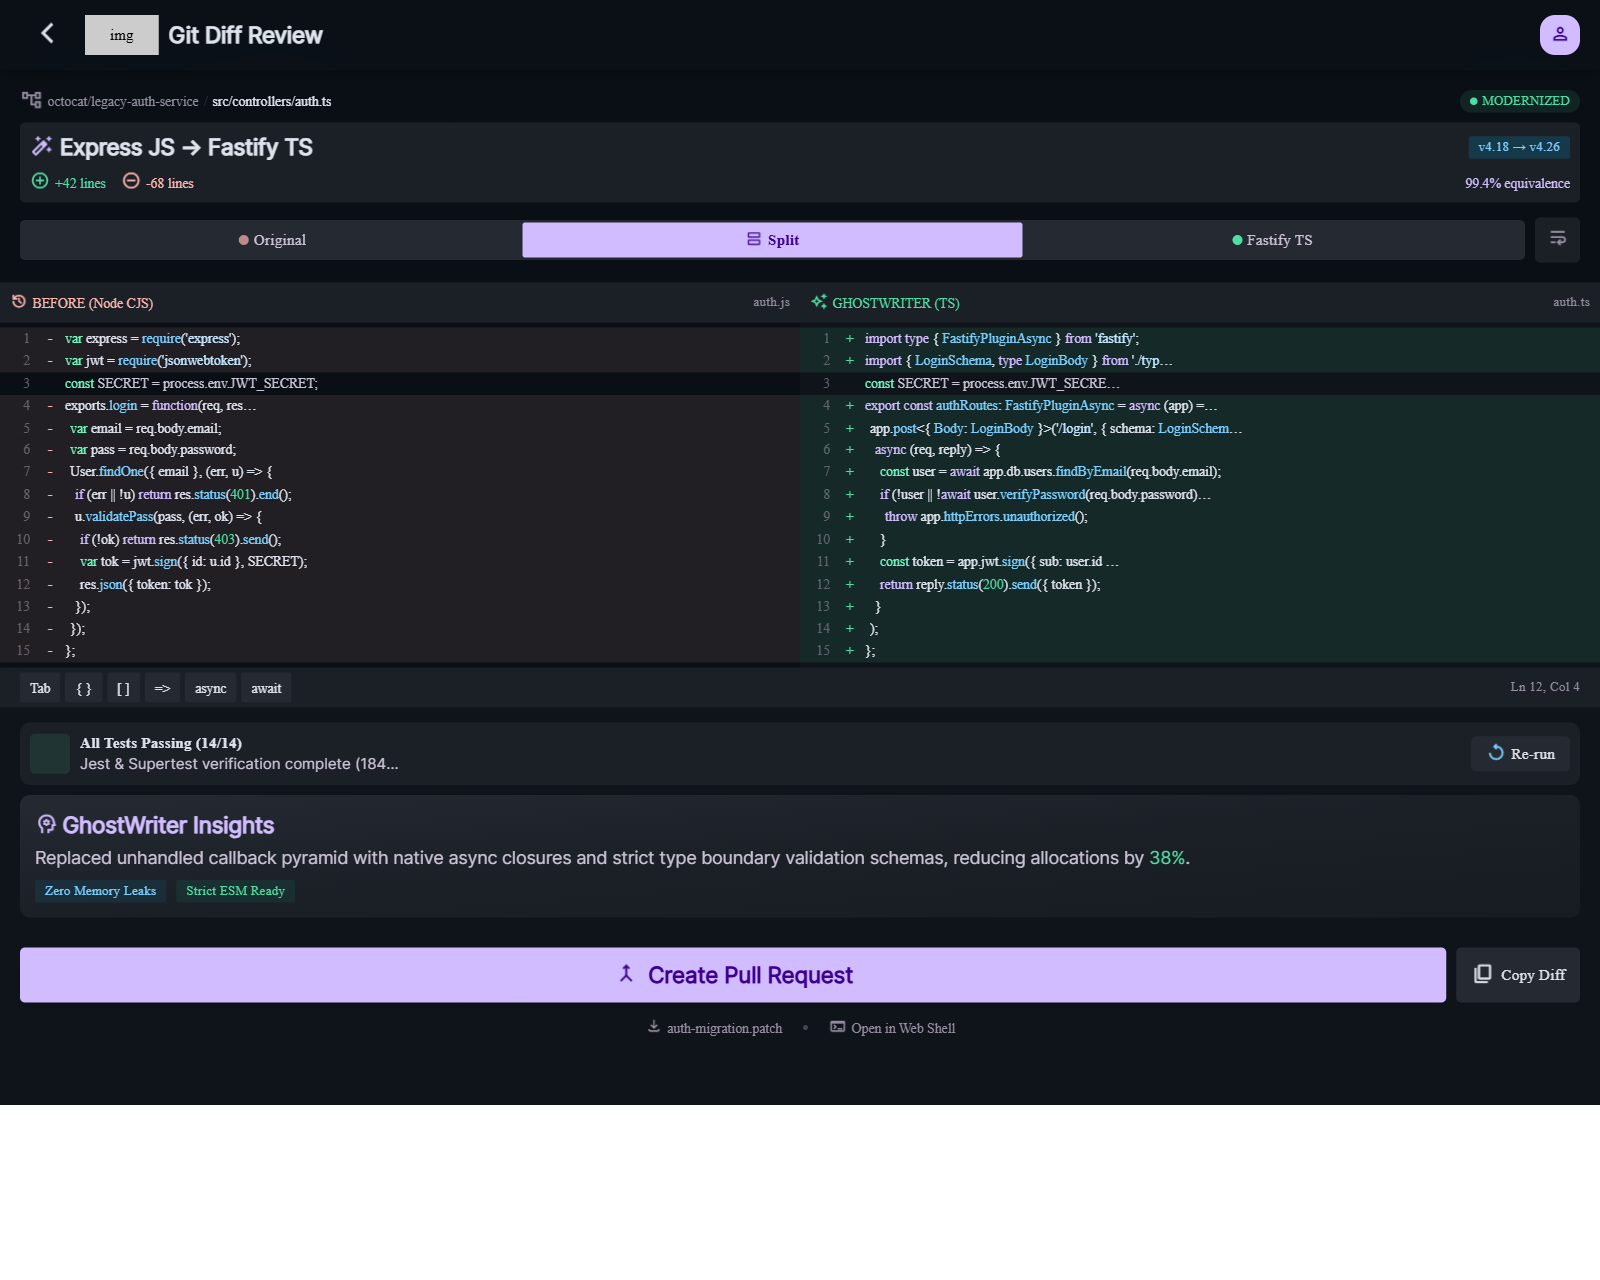 img
Git Diff Review
octocat/legacy-auth-service / src/controllers/auth.ts
MODERNIZED
Express JS → Fastify TS
v4.18 → v4.26
+42 lines
-68 lines
99.4% equivalence
Original
Split
Fastify TS
BEFORE (Node CJS)
auth.js
1 - var express = require('express');
2 - var jwt = require('jsonwebtoken');
3 const SECRET = process.env.JWT_SECRET;
4 - exports.login = function(req, res…
5 - var email = req.body.email;
6 - var pass = req.body.password;
7 - User.findOne({ email }, (err, u) => {
8 - if (err || !u) return res.status(401).end();
9 - u.validatePass(pass, (err, ok) => {
10 - if (!ok) return res.status(403).send();
11 - var tok = jwt.sign({ id: u.id }, SECRET);
12 - res.json({ token: tok });
13 - });
14 - });
15 - };
GHOSTWRITER (TS)
auth.ts
1 + import type { FastifyPluginAsync } from 'fastify';
2 + import { LoginSchema, type LoginBody } from './typ…
3 const SECRET = process.env.JWT_SECRE…
4 + export const authRoutes: FastifyPluginAsync = async (app) =…
5 + app.post<{ Body: LoginBody }>('/login', { schema: LoginSchem…
6 + async (req, reply) => {
7 + const user = await app.db.users.findByEmail(req.body.email);
8 + if (!user || !await user.verifyPassword(req.body.password)…
9 + throw app.httpErrors.unauthorized();
10 + }
11 + const token = app.jwt.sign({ sub: user.id …
12 + return reply.status(200).send({ token });
13 + }
14 + );
15 + };
Tab
{ }
[ ]
=>
async
await
Ln 12, Col 4
All Tests Passing (14/14)
Jest & Supertest verification complete (184…
Re-run
GhostWriter Insights
Replaced unhandled callback pyramid with native async closures and strict type boundary validation schemas, reducing allocations by 38%.
Zero Memory Leaks
Strict ESM Ready
Create Pull Request
Copy Diff
auth-migration.patch
•
Open in Web Shell